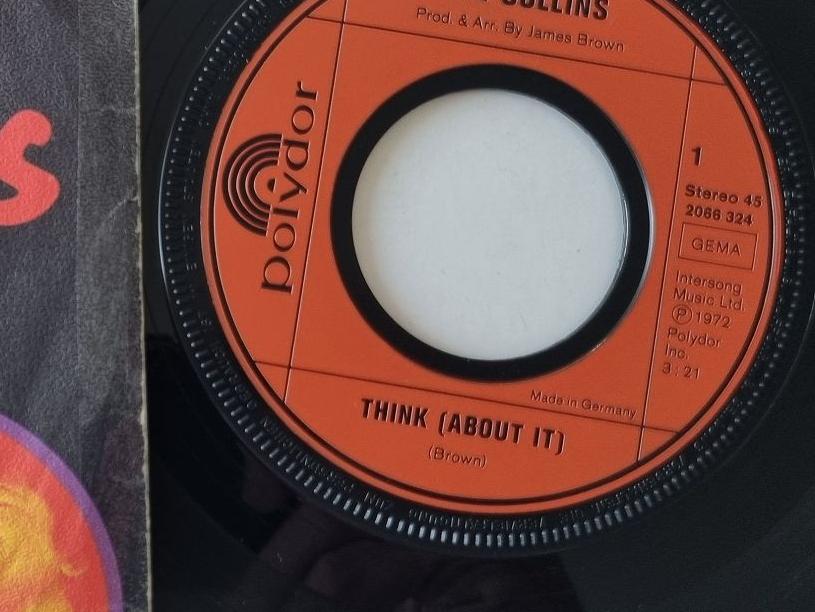 COLLINS
Prod. & Arr. By James Brown
polydor
1
Stereo 45
2066 324
GEMA
Intersong
Music Ltd.
Ⓟ 1972
Polydor
Inc.
3:21
Made in Germany
THINK (ABOUT IT)
(Brown)
S